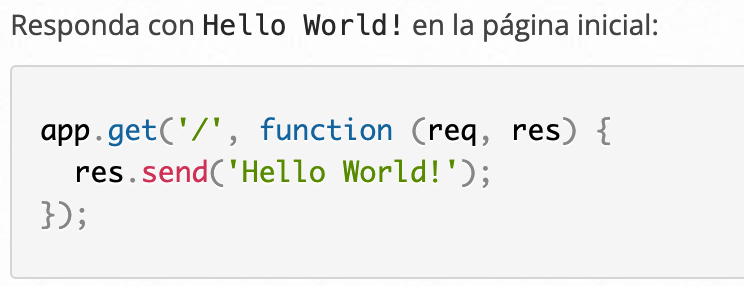 Responda con Hello World! en la página inicial:
app.get('/', function (req, res) {
  res.send('Hello World!');
});